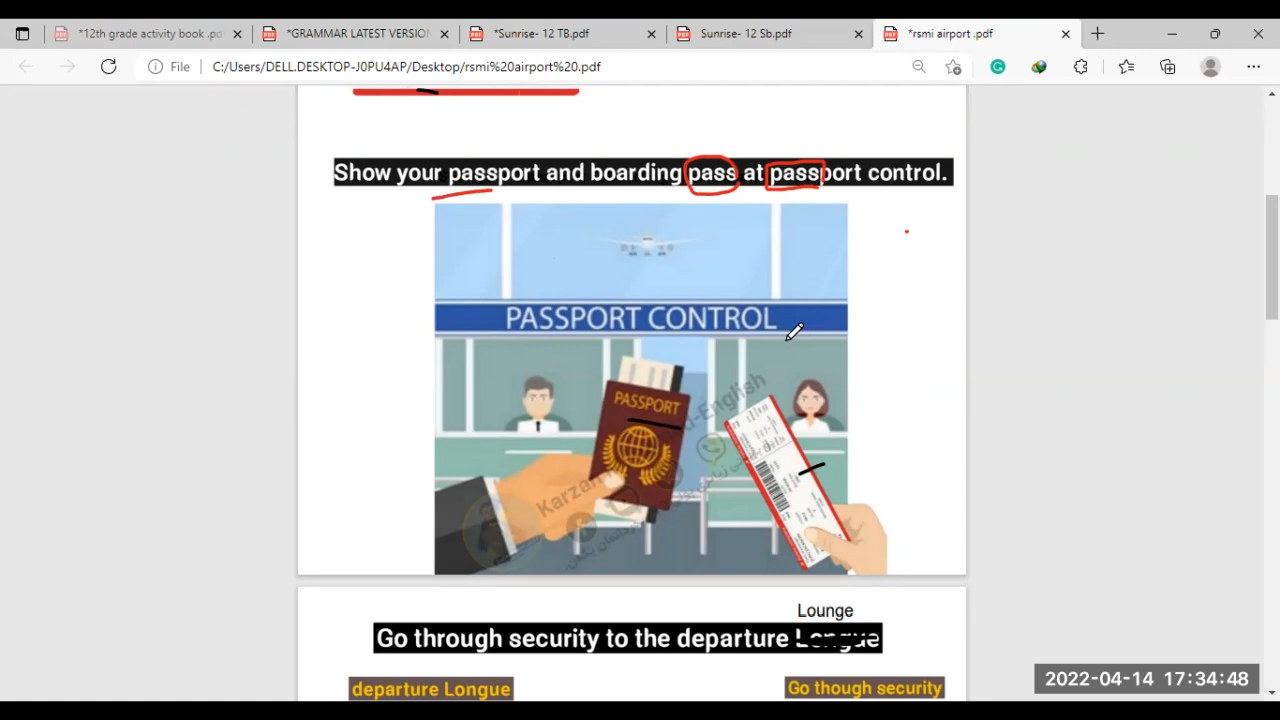 *12th grade activity book .pd
*GRAMMAR LATEST VERSION
*Sunrise- 12 TB.pdf
Sunrise- 12 Sb.pdf
*rsmi airport .pdf
File
C:/Users/DELL.DESKTOP-J0PU4AP/Desktop/rsmi%20airport%20.pdf
Show your passport and boarding pass at passport control.
PASSPORT CONTROL
PASSPORT
Lounge
Go through security to the departure Longue
departure Longue
Go though security
2022-04-14 17:34:48